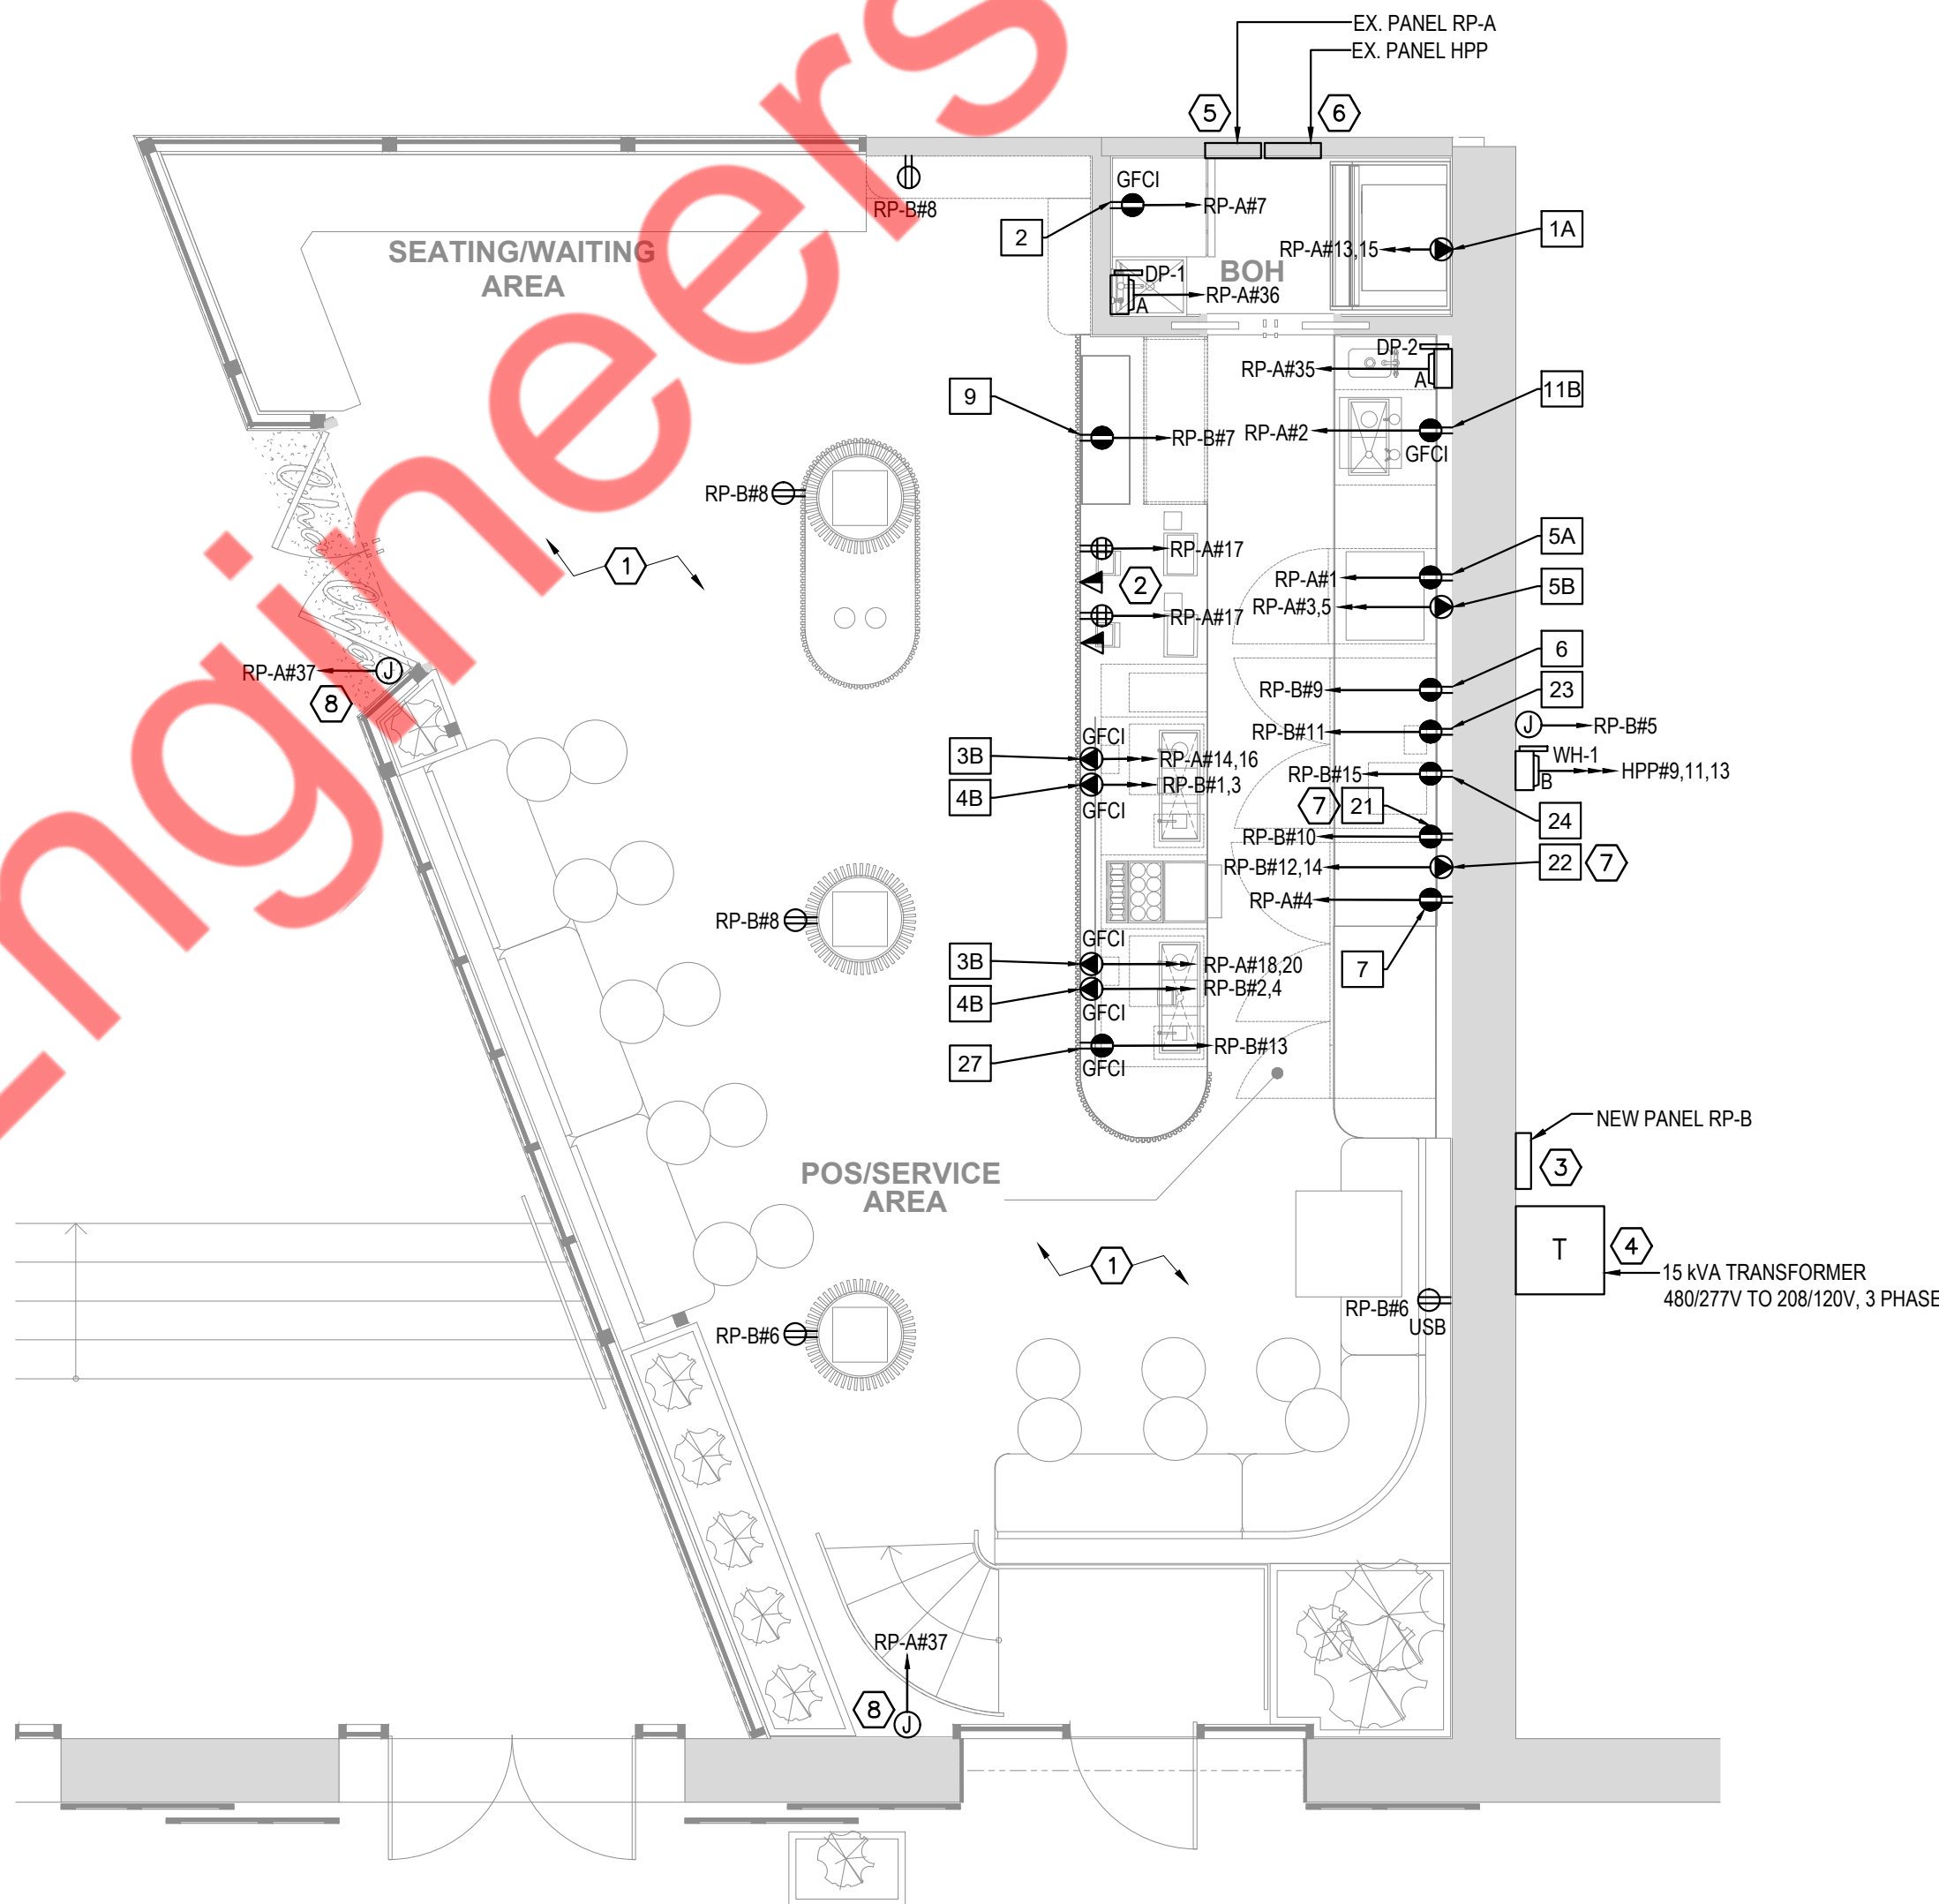 EX. PANEL RP-A
EX. PANEL HPP
5
6
GFCI
RP-A#7
2
RP-B#8
SEATING/WAITING
AREA
RP-A#13,15
1A
BOH
DP-1
A
RP-A#36
DP-2
RP-A#35
A
9
RP-B#7
RP-A#2
GFCI
11B
RP-B#8
1
RP-A#17
2
RP-A#17
RP-A#1
5A
RP-A#3,5
5B
RP-A#37
J
8
RP-B#9
6
RP-B#11
23
J
RP-B#5
WH-1
B
HPP#9,11,13
3B
GFCI
RP-A#14,16
4B
RP-B#1,3
GFCI
RP-B#15
24
7
21
RP-B#10
RP-B#12,14
22
7
RP-A#4
7
RP-B#8
3B
GFCI
RP-A#18,20
4B
RP-B#2,4
GFCI
27
RP-B#13
GFCI
NEW PANEL RP-B
3
POS/SERVICE
AREA
T
4
15 kVA TRANSFORMER
480/277V TO 208/120V, 3 PHASE
1
RP-B#6
USB
RP-B#6
RP-A#37
8
J
Engineers